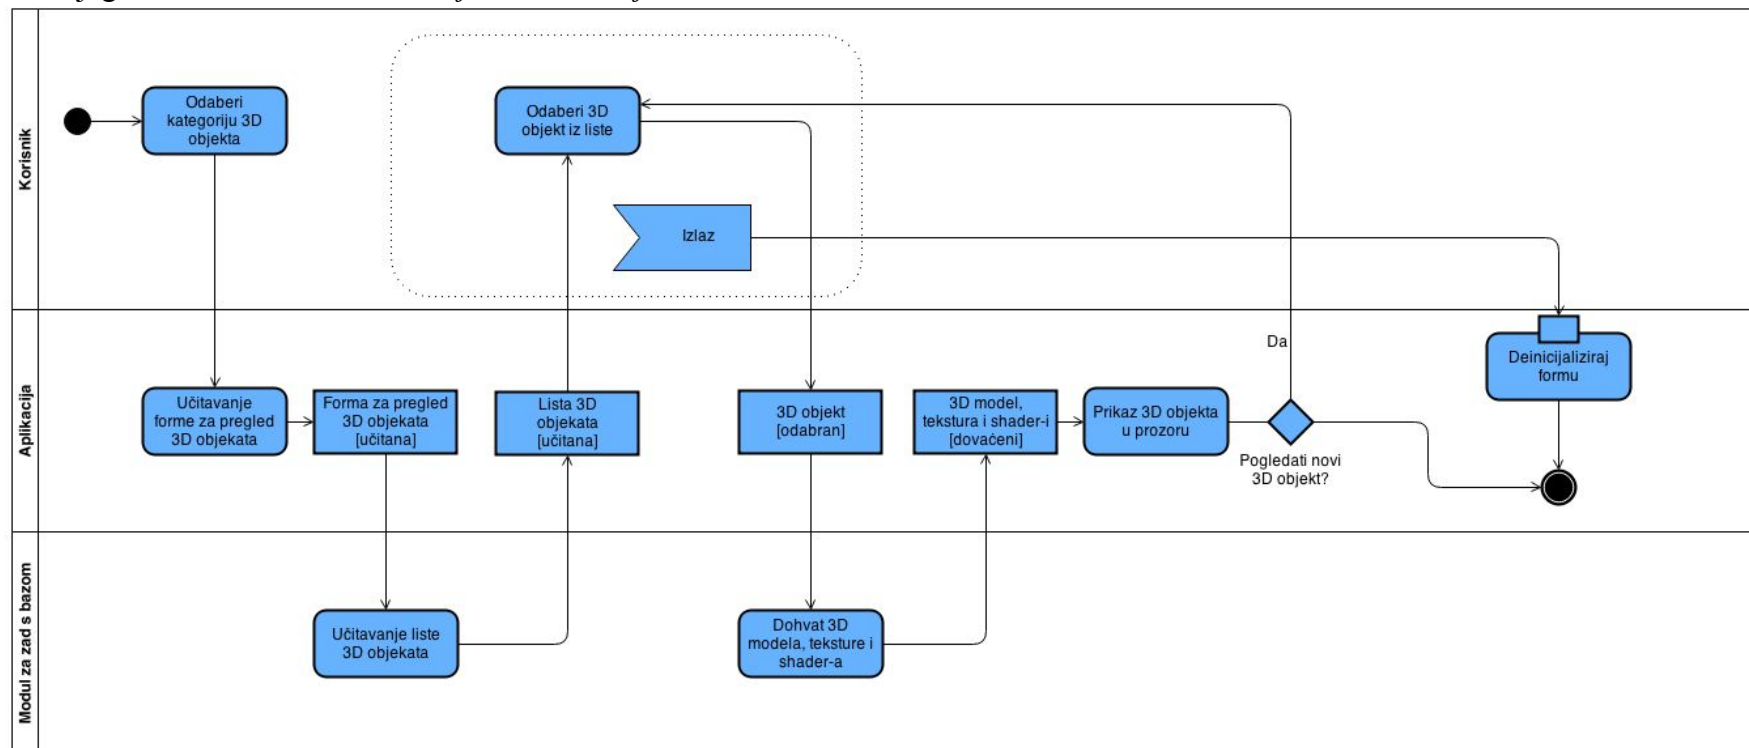 Korisnik
Odaberi
kategoriju 3D
objekta
Odaberi 3D
objekt iz liste
Izlaz
Aplikacija
Učitavanje
forme za pregled
3D objekata
Forma za pregled
3D objekata
[učitana]
Lista 3D
objekata
[učitana]
3D objekt
[odabran]
3D model,
tekstura i shader-i
[dovaćeni]
Prikaz 3D objekta
u prozoru
Da
Pogledati novi
3D objekt?
Deinicijaliziraj
formu
Modul za zad s bazom
Učitavanje liste
3D objekata
Dohvat 3D
modela, teksture i
shader-a